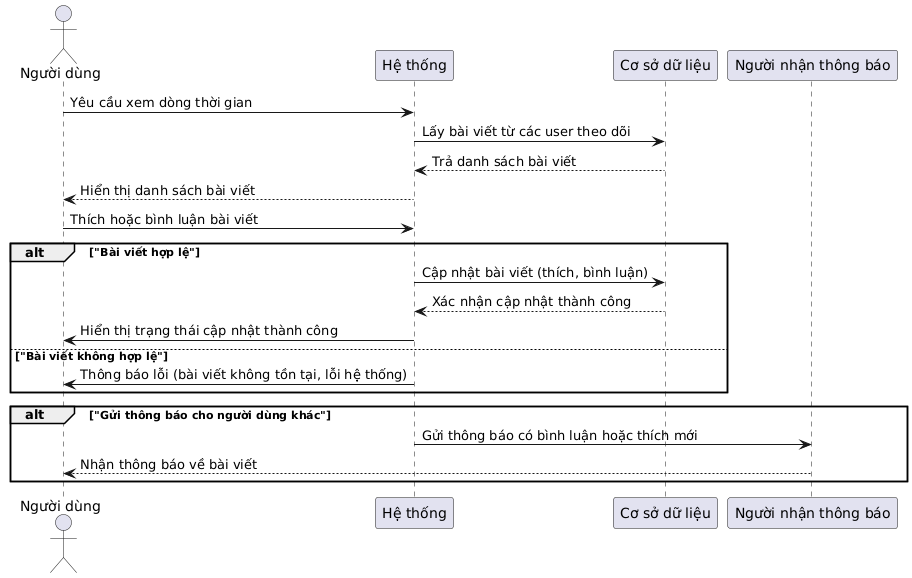 Người dùng
Hệ thống
Cơ sở dữ liệu
Người nhận thông báo
Yêu cầu xem dòng thời gian
Lấy bài viết từ các user theo dõi
Trả danh sách bài viết
Hiển thị danh sách bài viết
Thích hoặc bình luận bài viết
alt ["Bài viết hợp lệ"]
Cập nhật bài viết (thích, bình luận)
Xác nhận cập nhật thành công
Hiển thị trạng thái cập nhật thành công
["Bài viết không hợp lệ"]
Thông báo lỗi (bài viết không tồn tại, lỗi hệ thống)
alt ["Gửi thông báo cho người dùng khác"]
Gửi thông báo có bình luận hoặc thích mới
Nhận thông báo về bài viết
Người dùng
Hệ thống
Cơ sở dữ liệu
Người nhận thông báo